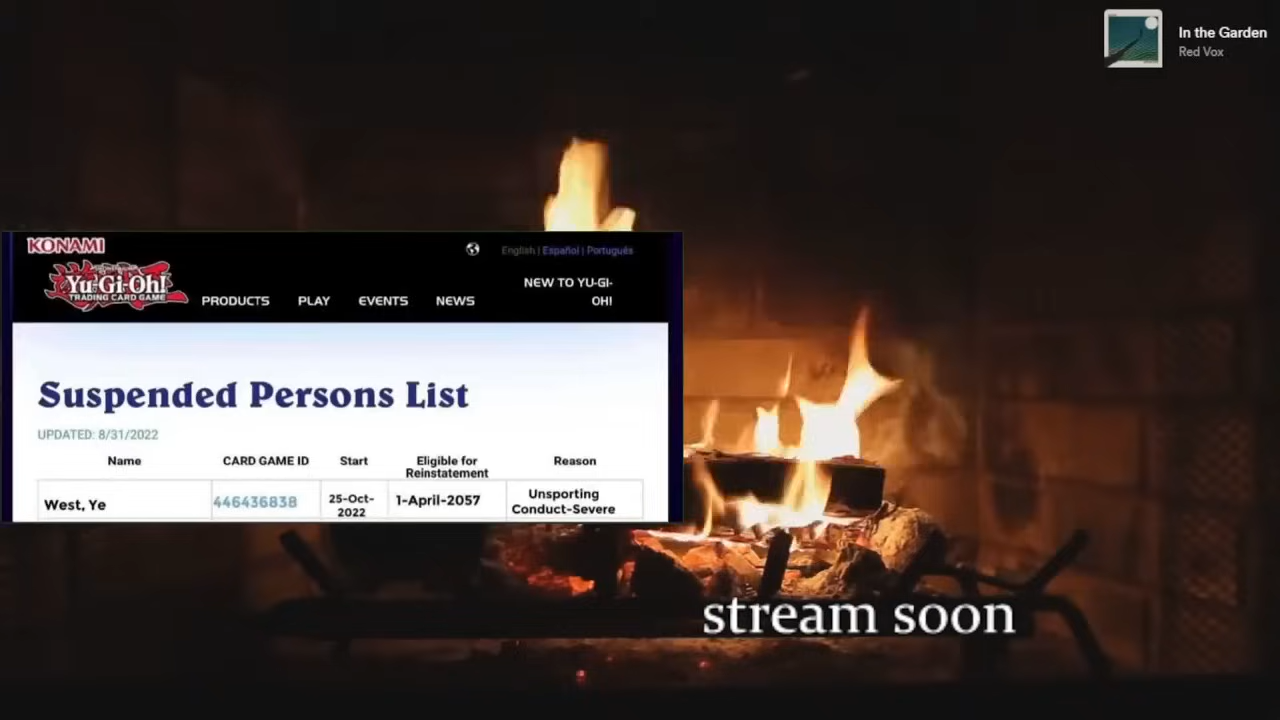 In the Garden
Red Vox
KONAMI
English | Español | Português
Yu-Gi-Oh!
TRADING CARD GAME
PRODUCTS PLAY EVENTS NEWS
NEW TO YU-GI-
OH!
Suspended Persons List
UPDATED: 8/31/2022
Name CARD GAME ID Start Eligible for
Reinstatement Reason
West, Ye 446436838 25-Oct-
2022 1-April-2057 Unsporting
Conduct-Severe
stream soon